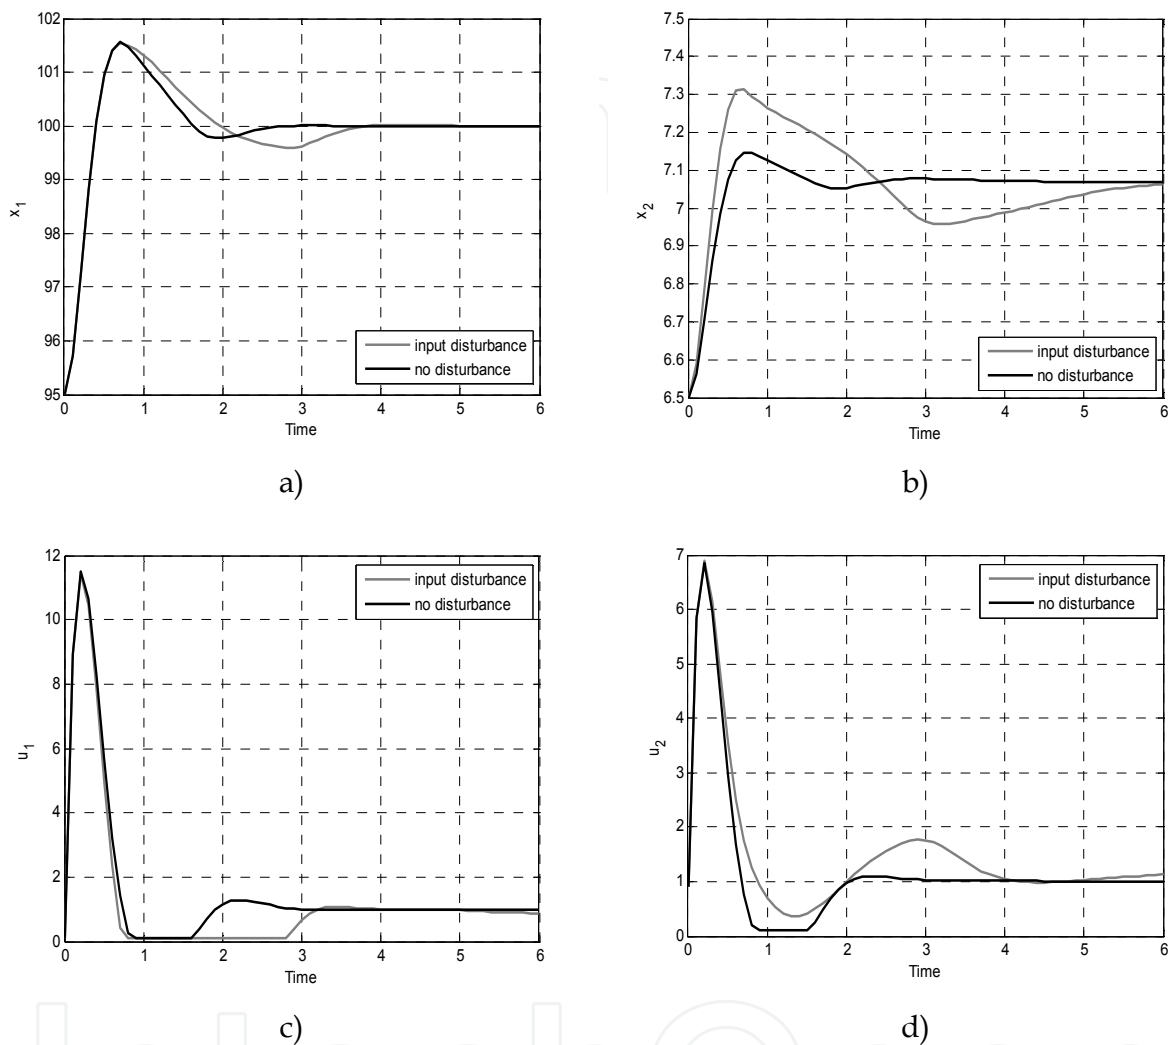 102
101
100
99
98
97
96
95
x1
0 1 2 3 4 5 6
Time
input disturbance
no disturbance
a)
7.5
7.4
7.3
7.2
7.1
7
6.9
6.8
6.7
6.6
6.5
x2
0 1 2 3 4 5 6
Time
input disturbance
no disturbance
b)
12
10
8
6
4
2
0
u1
0 1 2 3 4 5 6
Time
input disturbance
no disturbance
c)
7
6
5
4
3
2
1
0
u2
0 1 2 3 4 5 6
Time
input disturbance
no disturbance
d)